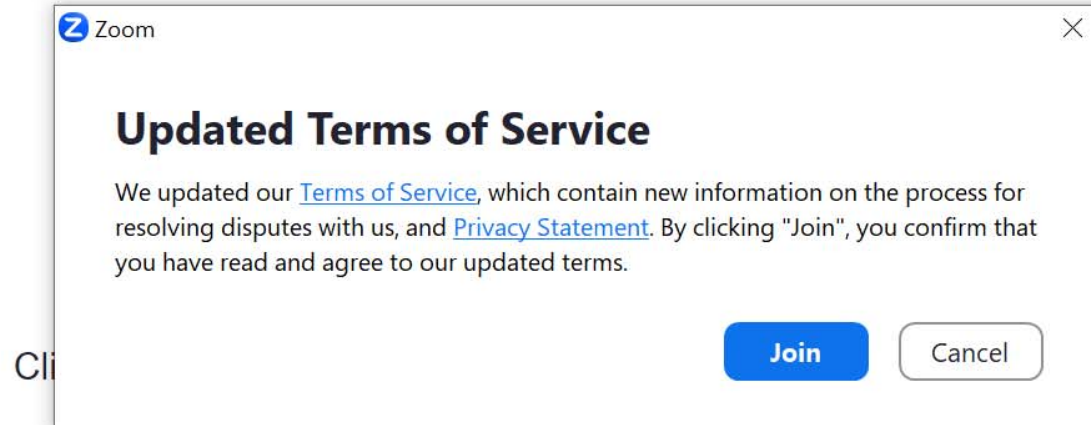 Zoom
Updated Terms of Service
We updated our Terms of Service, which contain new information on the process for
resolving disputes with us, and Privacy Statement. By clicking "Join", you confirm that
you have read and agree to our updated terms.
Join Cancel
Cli